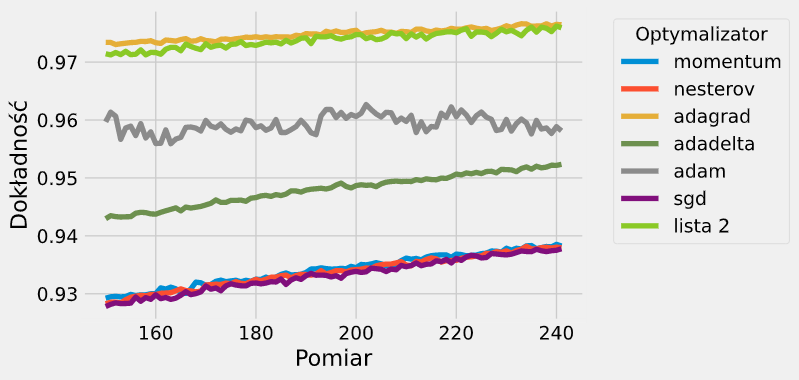 Dokładność
0.97
0.96
0.95
0.94
0.93
160
180
200
220
240
Pomiar
Optymalizator
momentum
nesterov
adagrad
adadelta
adam
sgd
lista 2